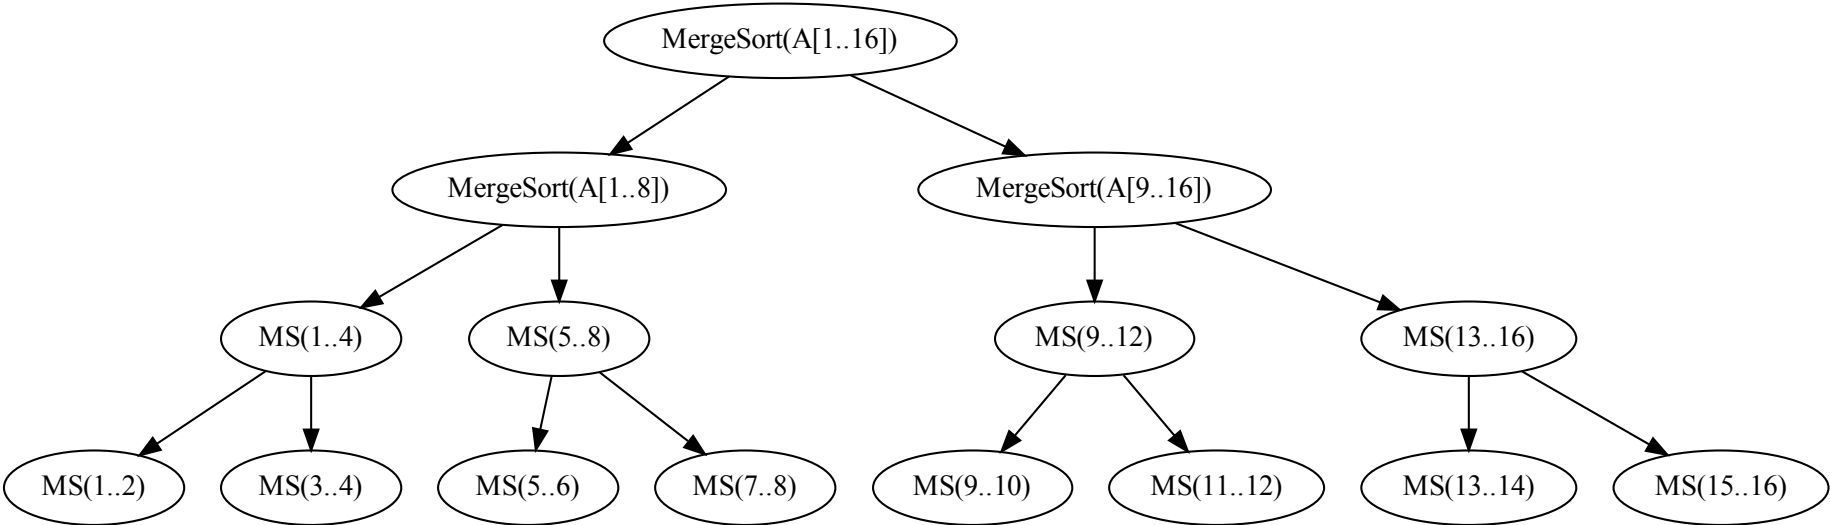 MergeSort(A[1..16])
MergeSort(A[1..8])
MergeSort(A[9..16])
MS(1..4)
MS(5..8)
MS(9..12)
MS(13..16)
MS(1..2)
MS(3..4)
MS(5..6)
MS(7..8)
MS(9..10)
MS(11..12)
MS(13..14)
MS(15..16)